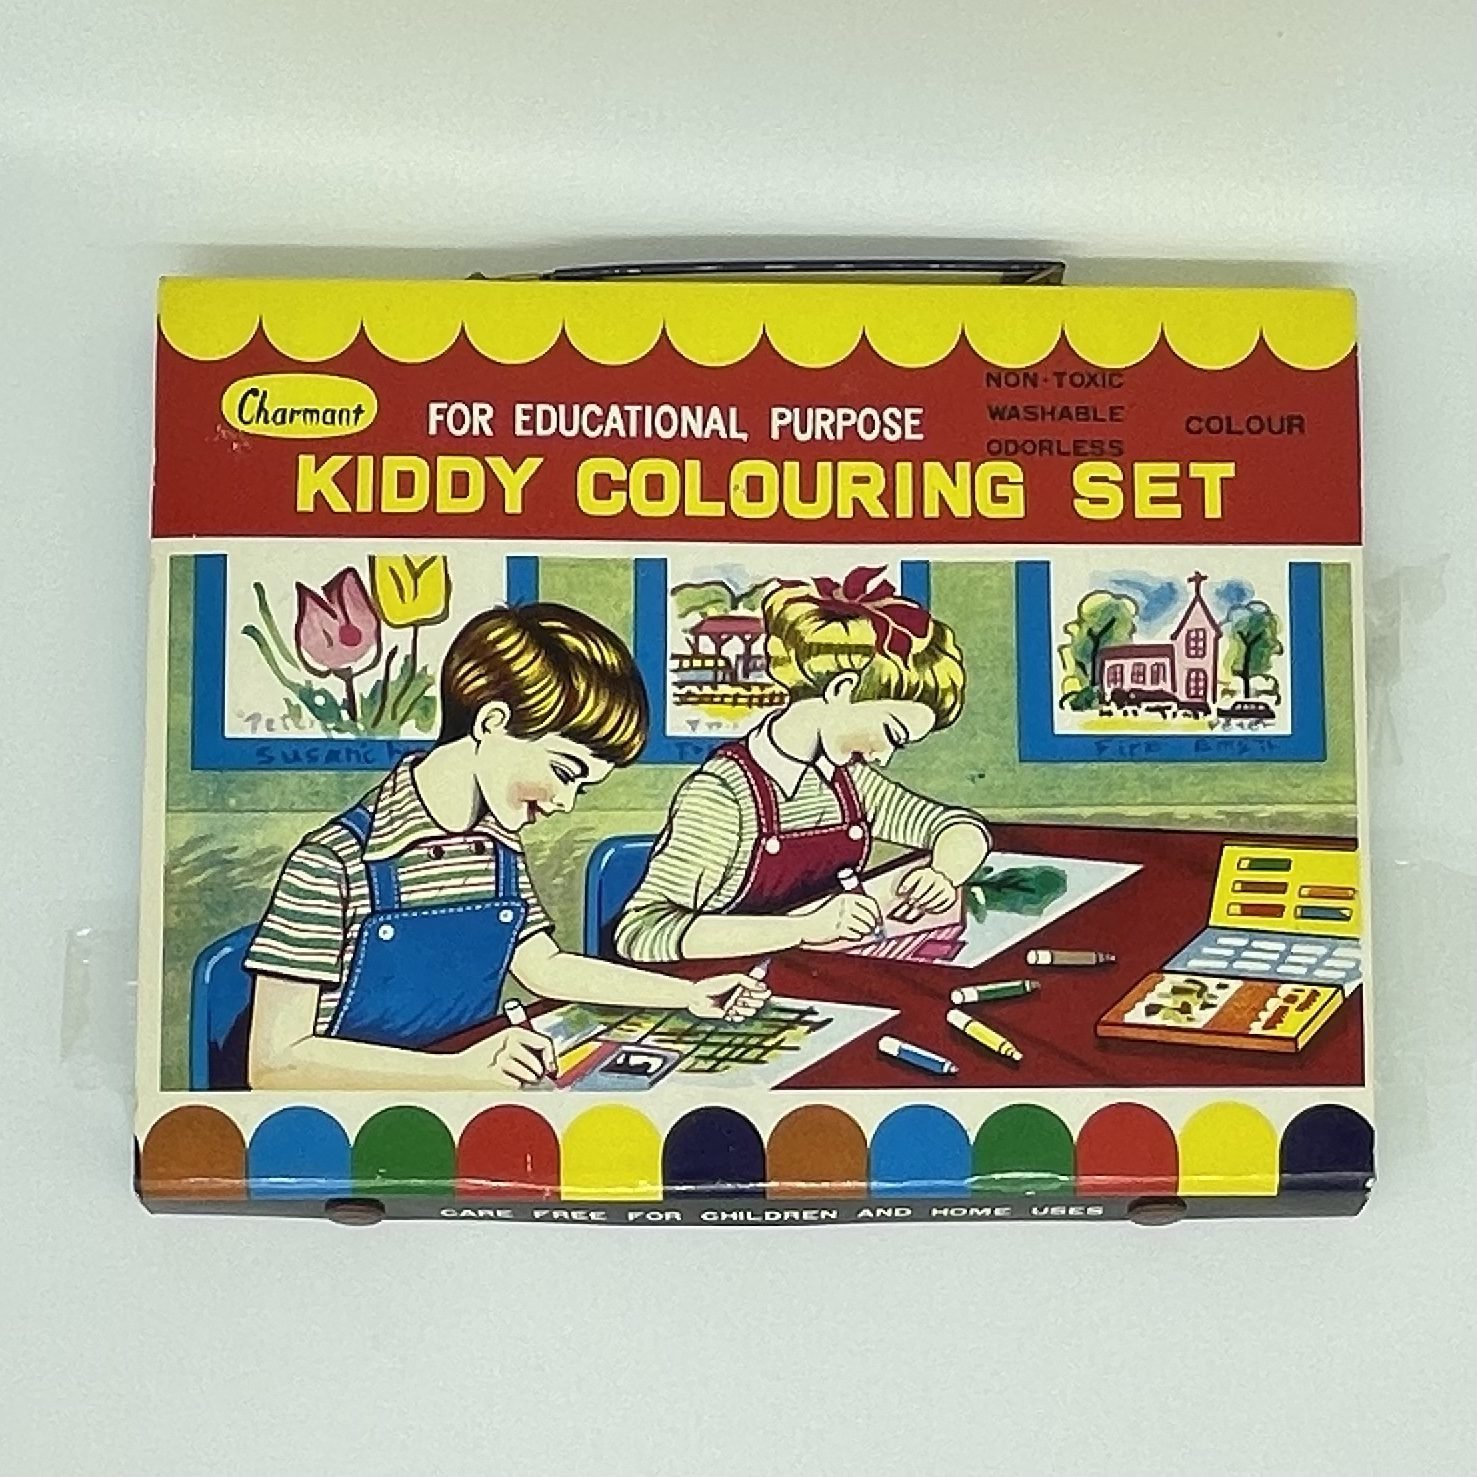 Charmant
FOR EDUCATIONAL PURPOSE
NON-TOXIC
WASHABLE
ODORLESS
COLOUR
KIDDY COLOURING SET
CARE FREE FOR CHILDREN AND HOME USES